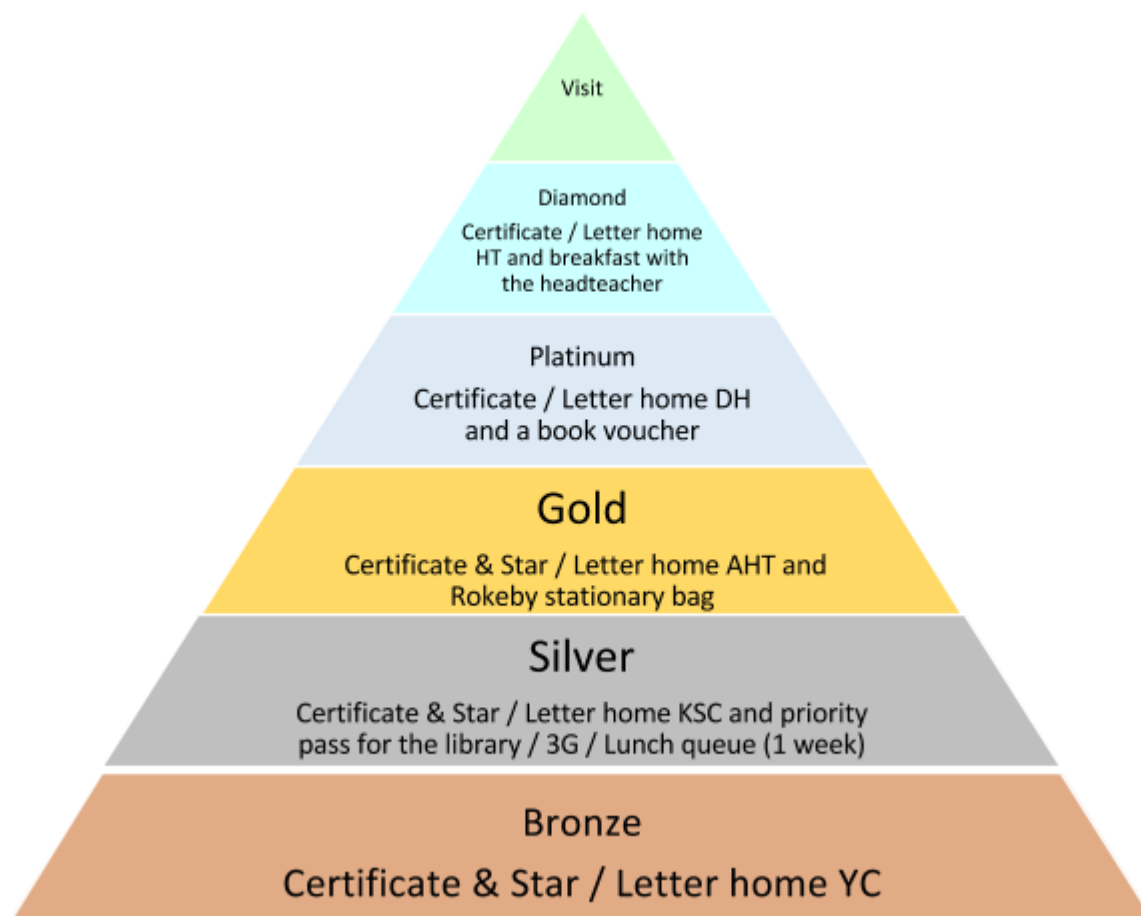 Visit
Diamond
Certificate / Letter home
HT and breakfast with
the headteacher
Platinum
Certificate / Letter home DH
and a book voucher
Gold
Certificate & Star / Letter home AHT and
Rokeby stationary bag
Silver
Certificate & Star / Letter home KSC and priority
pass for the library / 3G / Lunch queue (1 week)
Bronze
Certificate & Star / Letter home YC